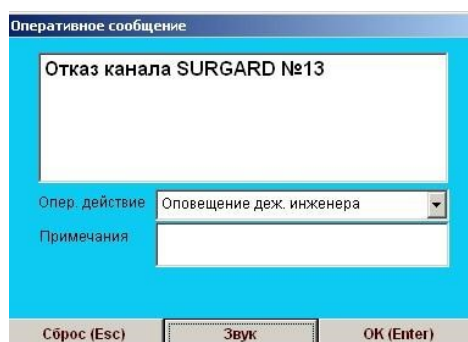 Оперативное сообщение
Отказ канала SURGARD №13
Опер. действие Оповещение деж. инженера
Примечания
Сброс (Esc) Звук OK (Enter)